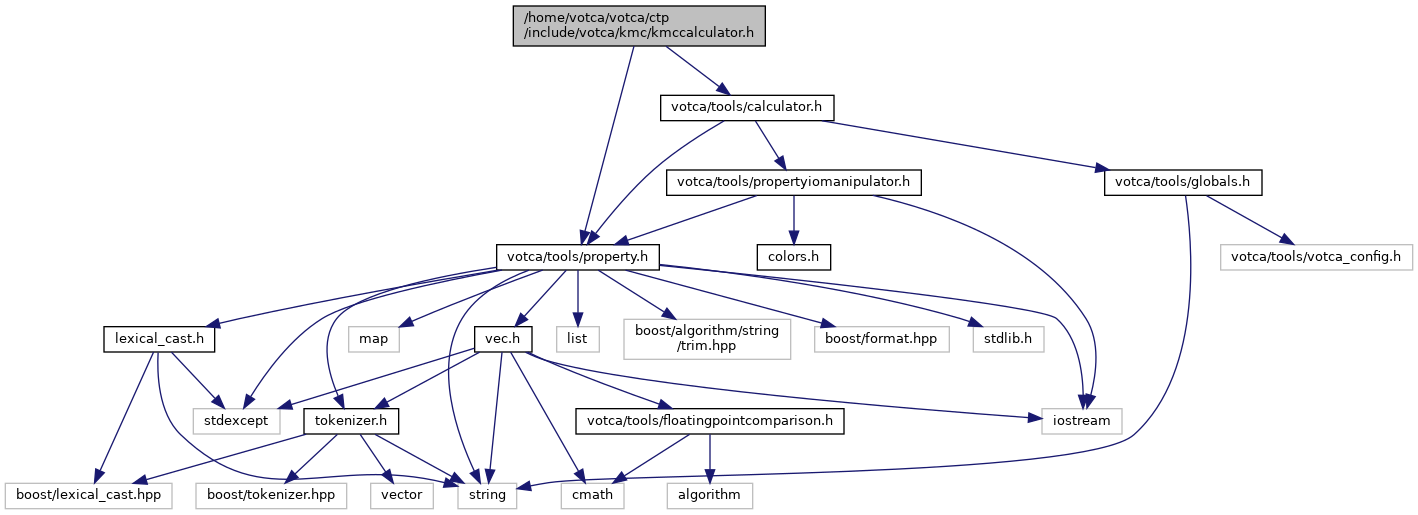 /home/votca/votca/ctp
/include/votca/kmc/kmccalculator.h
votca/tools/calculator.h
votca/tools/propertyiomanipulator.h
votca/tools/globals.h
votca/tools/property.h
colors.h
votca/tools/votca_config.h
lexical_cast.h
map
vec.h
list
boost/algorithm/string
/trim.hpp
boost/format.hpp
stdlib.h
stdexcept
tokenizer.h
votca/tools/floatingpointcomparison.h
iostream
boost/lexical_cast.hpp
boost/tokenizer.hpp
vector
string
cmath
algorithm